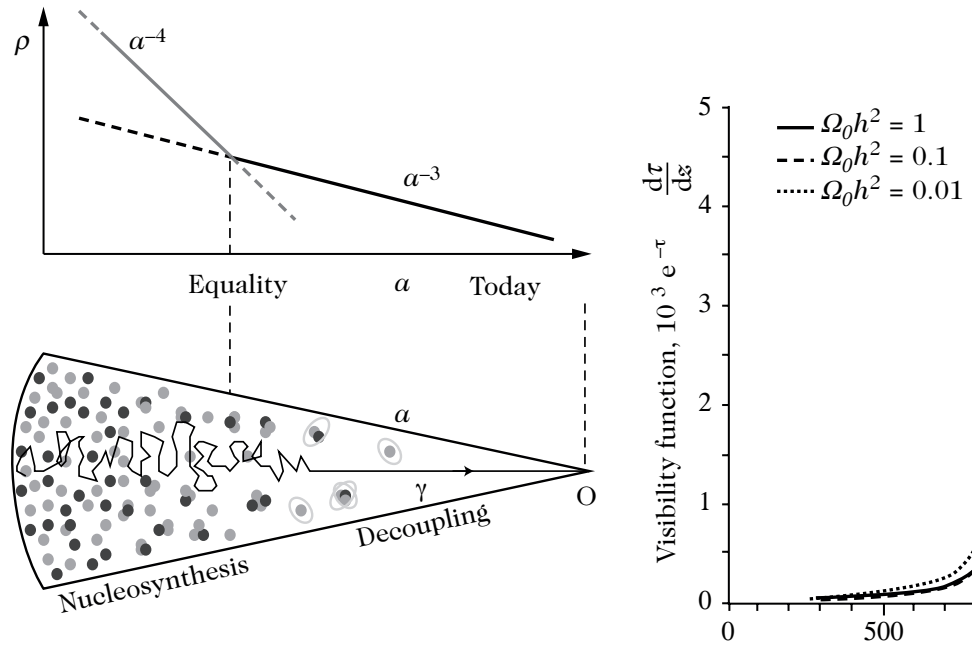 ρ
a⁻⁴
a⁻³
Equality
a
Today
a
γ
O
Decoupling
Nucleosynthesis
Visibility function, 10³ e^−τ dτ/dz
5
4
3
2
1
0
0
500
Ω₀h² = 1
Ω₀h² = 0.1
Ω₀h² = 0.01